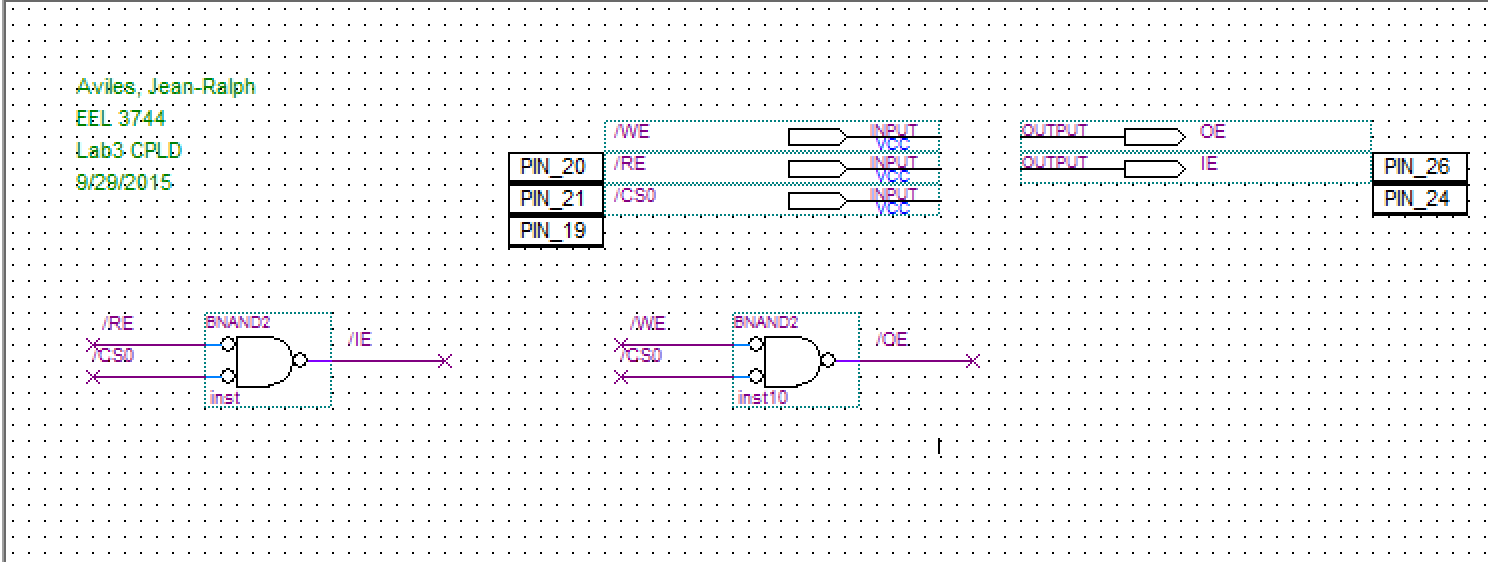 Aviles, Jean-Ralph
EEL 3744
Lab3 CPLD
9/29/2015
/WE INPUT
VCC
/RE INPUT
VCC
/CS0 INPUT
VCC
PIN_20
PIN_21
PIN_19
OUTPUT OE
OUTPUT IE
PIN_26
PIN_24
/RE
/CS0
BNAND2
inst
/IE
/WE
/CS0
BNAND2
inst10
/OE